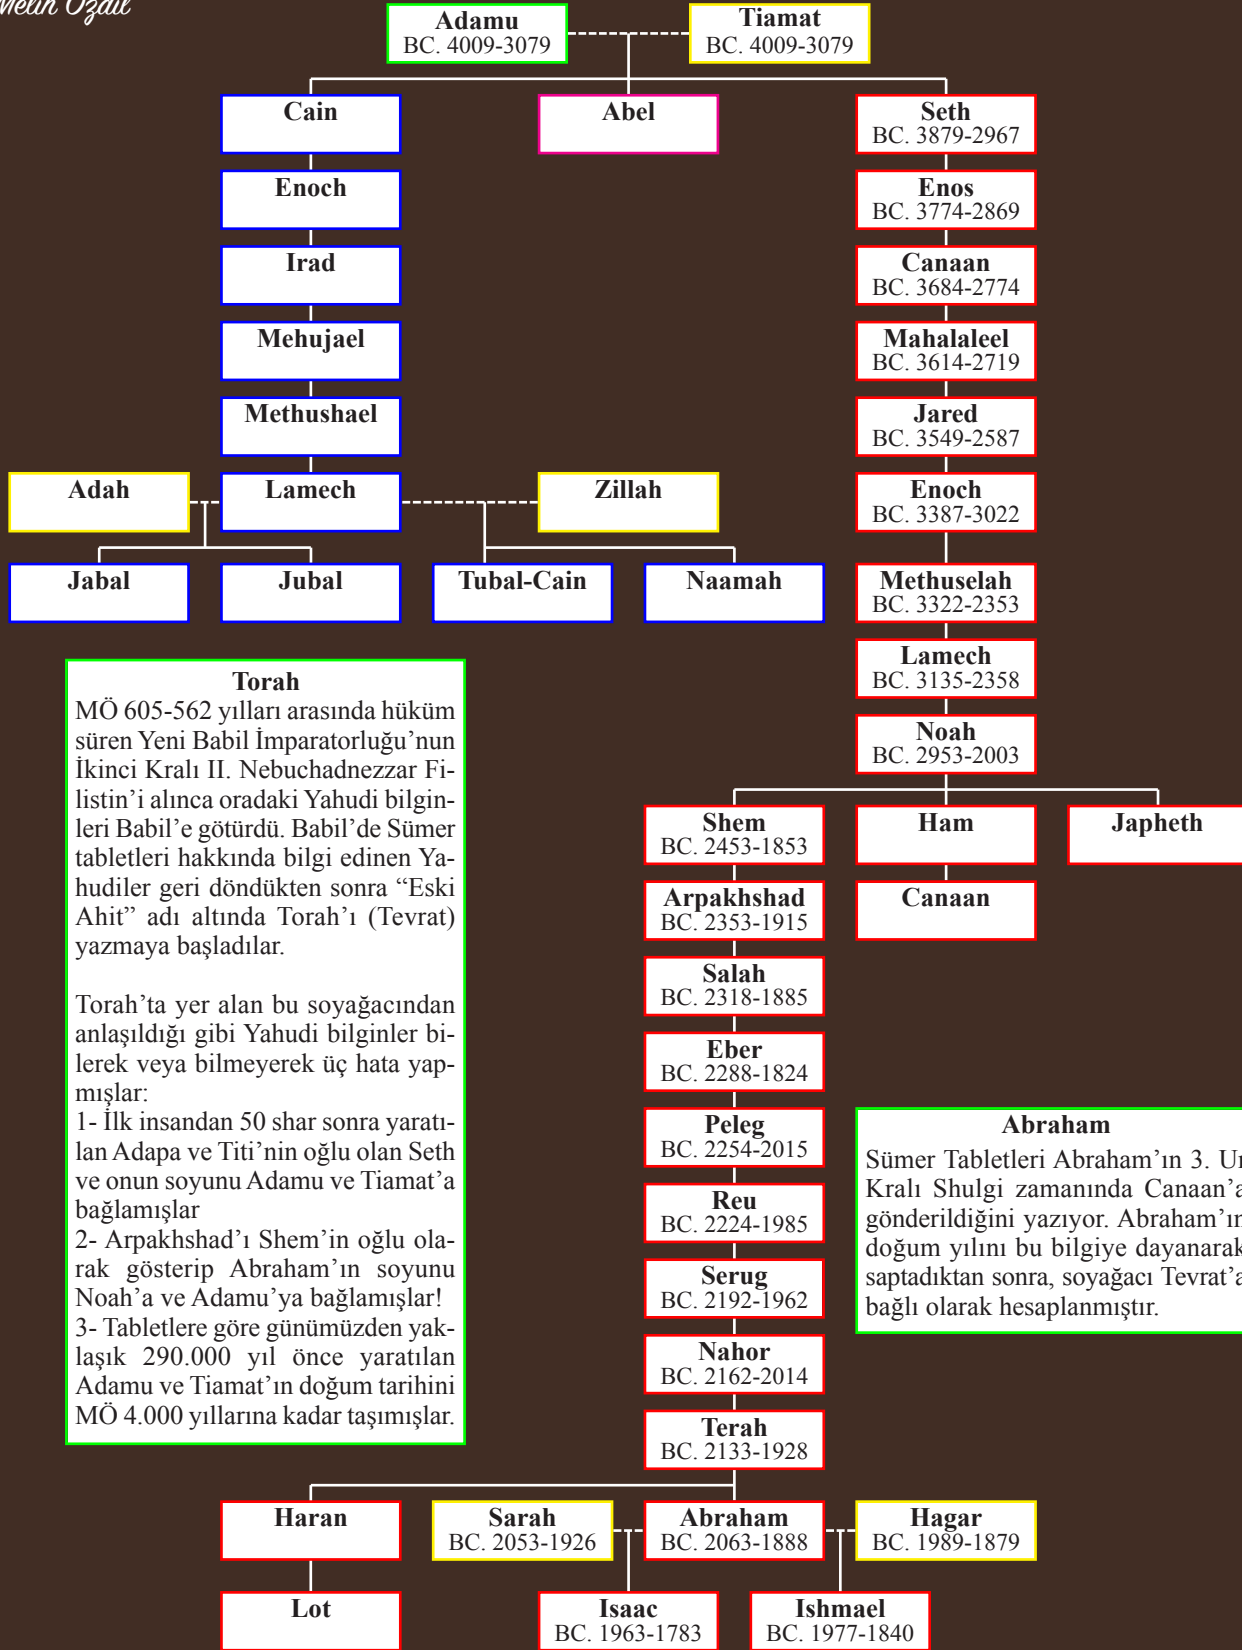 Melih Özdil
Adamu
BC. 4009-3079
Tiamat
BC. 4009-3079
Cain
Abel
Seth
BC. 3879-2967
Enoch
Enos
BC. 3774-2869
Irad
Canaan
BC. 3684-2774
Mehujael
Mahalaleel
BC. 3614-2719
Methushael
Jared
BC. 3549-2587
Adah
Lamech
Zillah
Enoch
BC. 3387-3022
Jabal
Jubal
Tubal-Cain
Naamah
Methuselah
BC. 3322-2353
Lamech
BC. 3135-2358
Noah
BC. 2953-2003
Torah
MÖ 605-562 yılları arasında hüküm
süren Yeni Babil İmparatorluğu’nun
İkinci Kralı II. Nebuchadnezzar Fi-
listin’i alınca oradaki Yahudi bilgin-
leri Babil’e götürdü. Babil’de Sümer
tabletleri hakkında bilgi edinen Ya-
hudiler geri döndükten sonra “Eski
Ahit” adı altında Torah’ı (Tevrat)
yazmaya başladılar.
Torah’ta yer alan bu soyağacından
anlaşıldığı gibi Yahudi bilginler bi-
lerek veya bilmeyerek üç hata yap-
mışlar:
1- İlk insandan 50 shar sonra yaratı-
lan Adapa ve Titi’nin oğlu olan Seth
ve onun soyunu Adamu ve Tiamat’a
bağlamışlar
2- Arpakhshad’ı Shem’in oğlu ola-
rak gösterip Abraham’ın soyunu
Noah’a ve Adamu’ya bağlamışlar!
3- Tabletlere göre günümüzden yak-
laşık 290.000 yıl önce yaratılan
Adamu ve Tiamat’ın doğum tarihini
MÖ 4.000 yıllarına kadar taşımışlar.
Shem
BC. 2453-1853
Ham
Japheth
Arpakhshad
BC. 2353-1915
Canaan
Salah
BC. 2318-1885
Eber
BC. 2288-1824
Peleg
BC. 2254-2015
Reu
BC. 2224-1985
Serug
BC. 2192-1962
Nahor
BC. 2162-2014
Terah
BC. 2133-1928
Abraham
Sümer Tabletleri Abraham’ın 3. Ur
Kralı Shulgi zamanında Canaan’a
gönderildiğini yazıyor. Abraham’ın
doğum yılını bu bilgiye dayanarak
saptadıktan sonra, soyağacı Tevrat’a
bağlı olarak hesaplanmıştır.
Haran
Sarah
BC. 2053-1926
Abraham
BC. 2063-1888
Hagar
BC. 1989-1879
Lot
Isaac
BC. 1963-1783
Ishmael
BC. 1977-1840